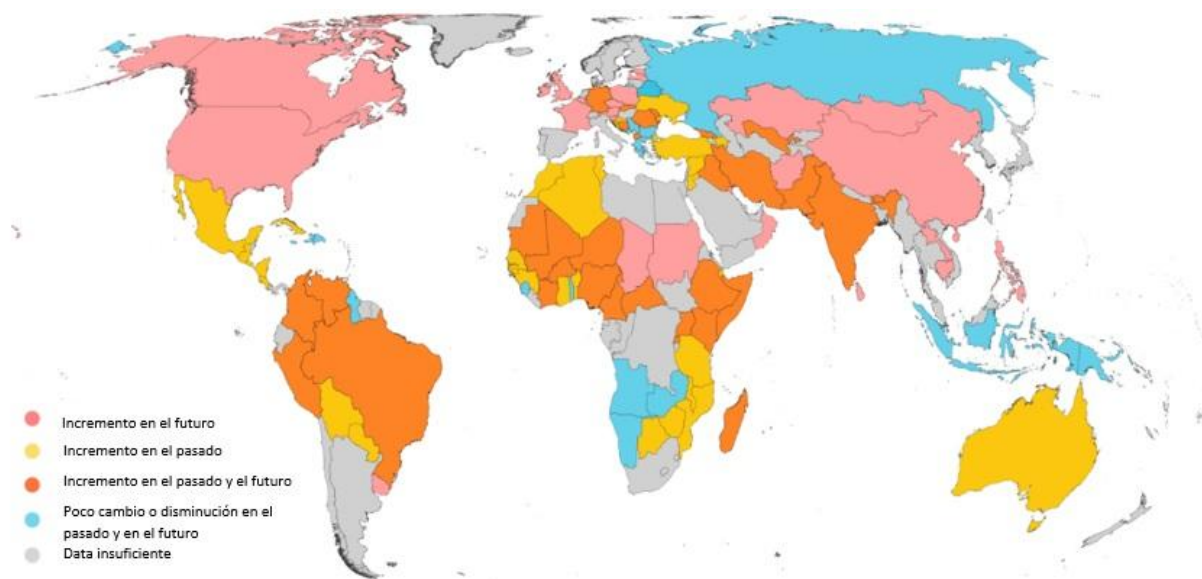 Incremento en el futuro
Incremento en el pasado
Incremento en el pasado y el futuro
Poco cambio o disminución en el
pasado y en el futuro
Data insuficiente